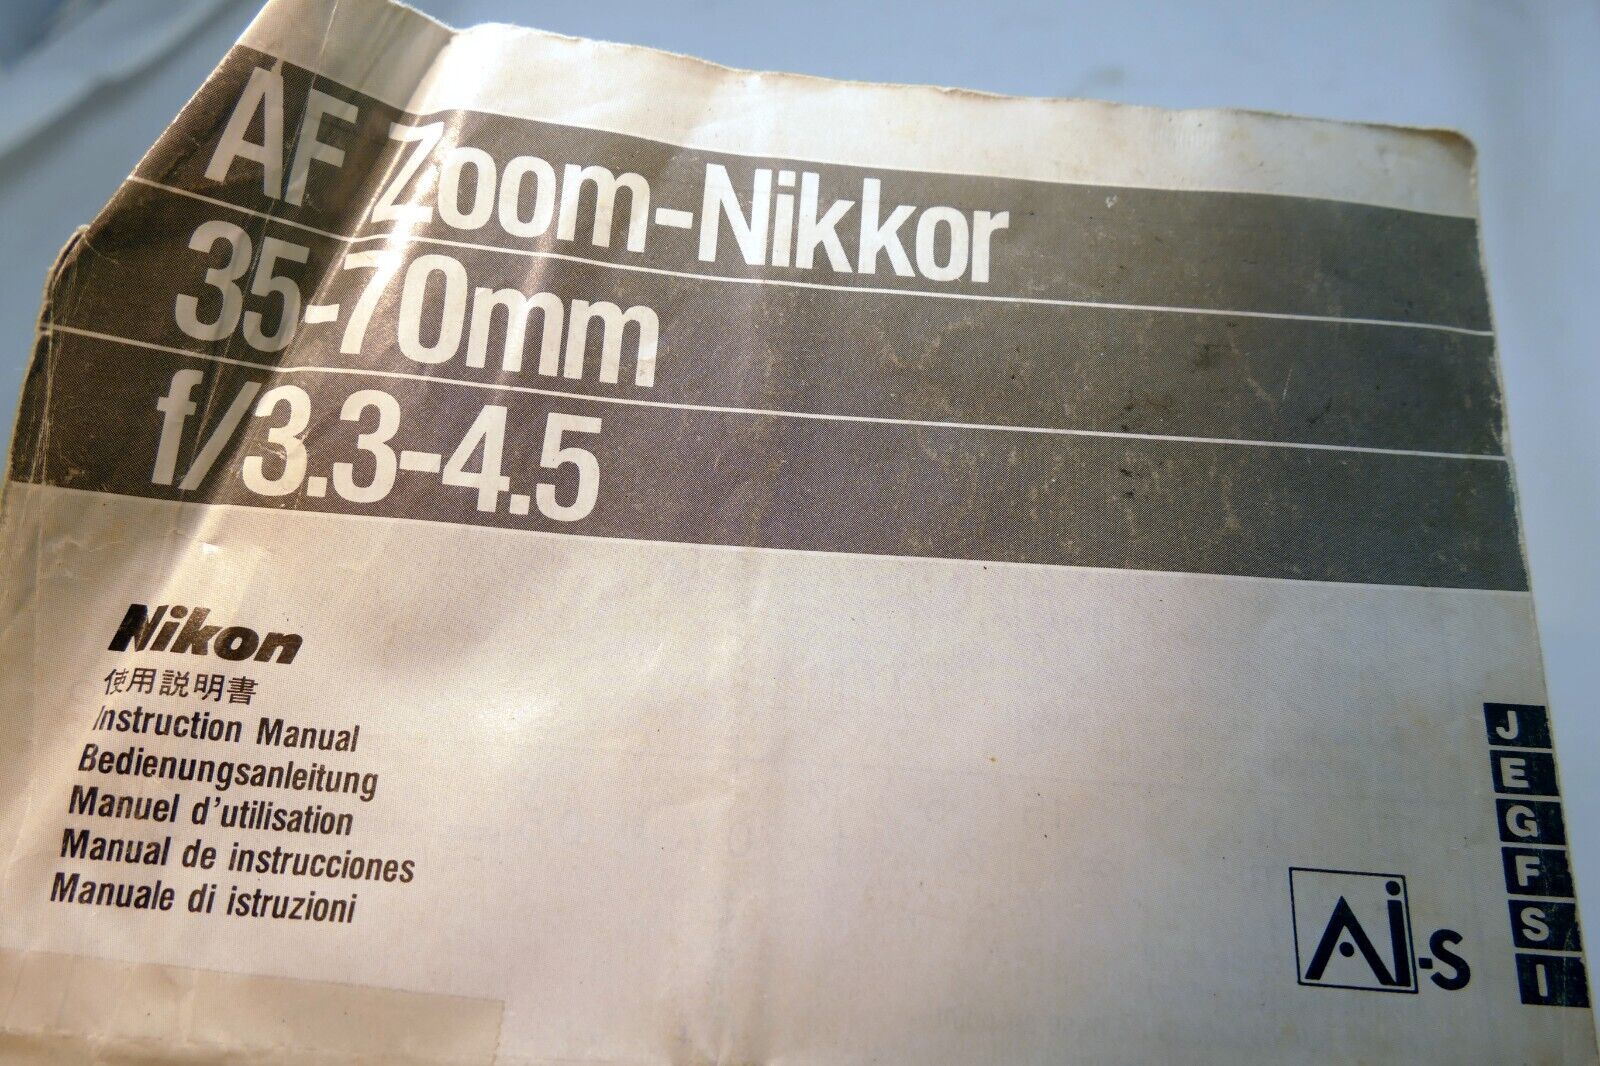 AF Zoom-Nikkor
35-70mm
f/3.3-4.5
Nikon
使用説明書
Instruction Manual
Bedienungsanleitung
Manuel d'utilisation
Manual de instrucciones
Manuale di istruzioni
Ai-S
J
E
G
F
S
I